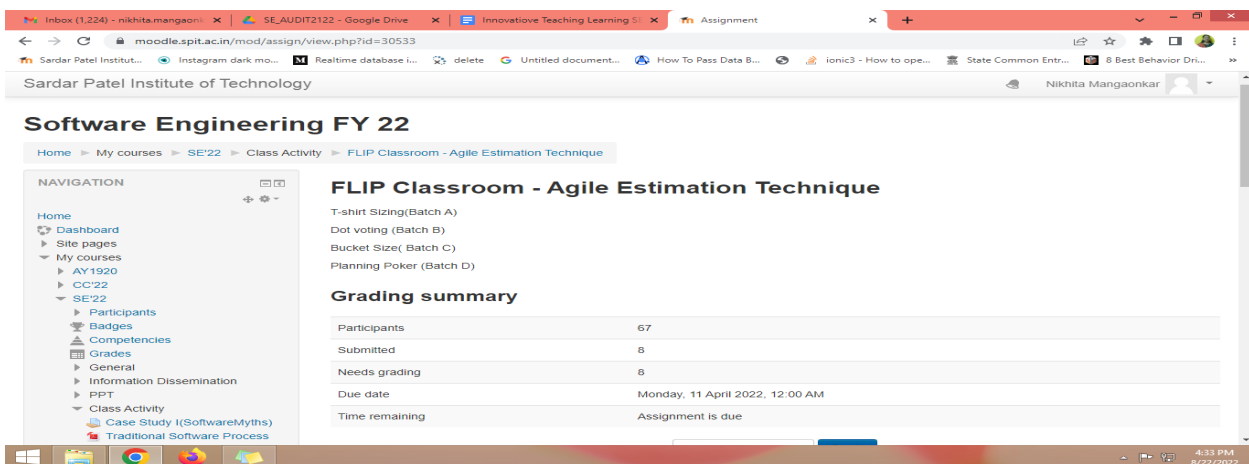 Inbox (1,224) - nikhita.mangaonk
SE_AUDIT2122 - Google Drive
Innovatiove Teaching Learning S
Assignment
moodle.spit.ac.in/mod/assign/view.php?id=30533
Sardar Patel Institut...
Instagram dark mo...
Realtime database i...
delete
Untitled document...
How To Pass Data B...
ionic3 - How to ope...
State Common Entr...
8 Best Behavior Dri...
Sardar Patel Institute of Technology
Nikhita Mangaonkar
Software Engineering FY 22
Home ► My courses ► SE'22 ► Class Activity ► FLIP Classroom - Agile Estimation Technique
NAVIGATION
Home
Dashboard
Site pages
My courses
AY1920
CC'22
SE'22
Participants
Badges
Competencies
Grades
General
Information Dissemination
PPT
Class Activity
Case Study I(SoftwareMyths)
Traditional Software Process
FLIP Classroom - Agile Estimation Technique
T-shirt Sizing(Batch A)
Dot voting (Batch B)
Bucket Size( Batch C)
Planning Poker (Batch D)
Grading summary
Participants 67
Submitted 8
Needs grading 8
Due date Monday, 11 April 2022, 12:00 AM
Time remaining Assignment is due
4:33 PM
8/22/2022